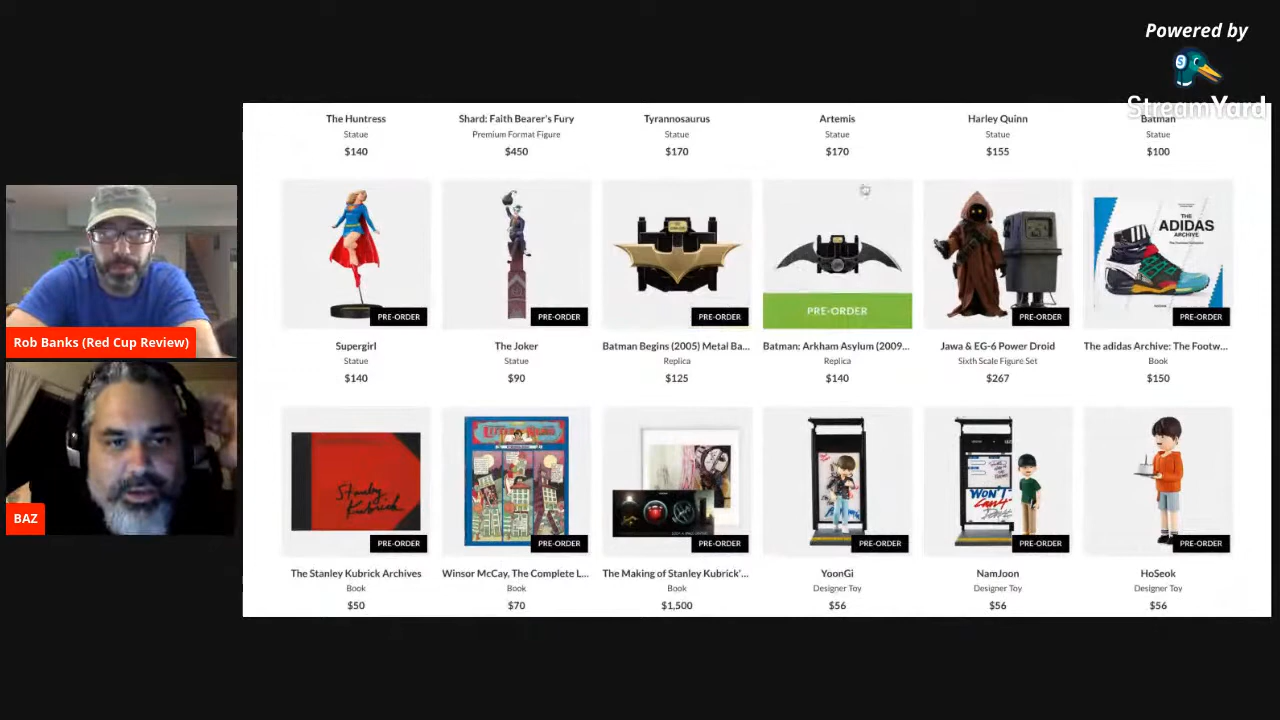 Powered by
StreamYard
The Huntress
Statue
$140
Shard: Faith Bearer's Fury
Premium Format Figure
$450
Tyrannosaurus
Statue
$170
Artemis
Statue
$170
Harley Quinn
Statue
$155
Batman
Statue
$100
PRE-ORDER
Supergirl
Statue
$140
PRE-ORDER
The Joker
Statue
$90
PRE-ORDER
Batman Begins (2005) Metal Ba...
Replica
$125
PRE-ORDER
Batman: Arkham Asylum (2009...
Replica
$140
PRE-ORDER
Jawa & EG-6 Power Droid
Sixth Scale Figure Set
$267
THE
ADIDAS
ARCHIVE
PRE-ORDER
The adidas Archive: The Footw...
Book
$150
Rob Banks (Red Cup Review)
BAZ
Stanley
Kubrick
PRE-ORDER
The Stanley Kubrick Archives
Book
$50
PRE-ORDER
Winsor McCay, The Complete L...
Book
$70
PRE-ORDER
The Making of Stanley Kubrick'...
Book
$1,500
PRE-ORDER
YoonGi
Designer Toy
$56
WON'T
PRE-ORDER
NamJoon
Designer Toy
$56
PRE-ORDER
HoSeok
Designer Toy
$56